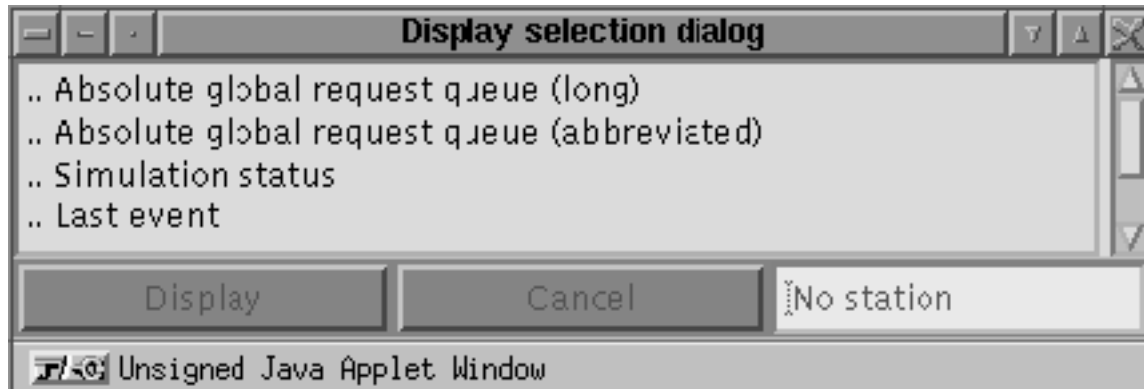 Display selection dialog
.. Absolute global request queue (long)
.. Absolute global request queue (abbreviated)
.. Simulation status
.. Last event
Display
Cancel
No station
Unsigned Java Applet Window